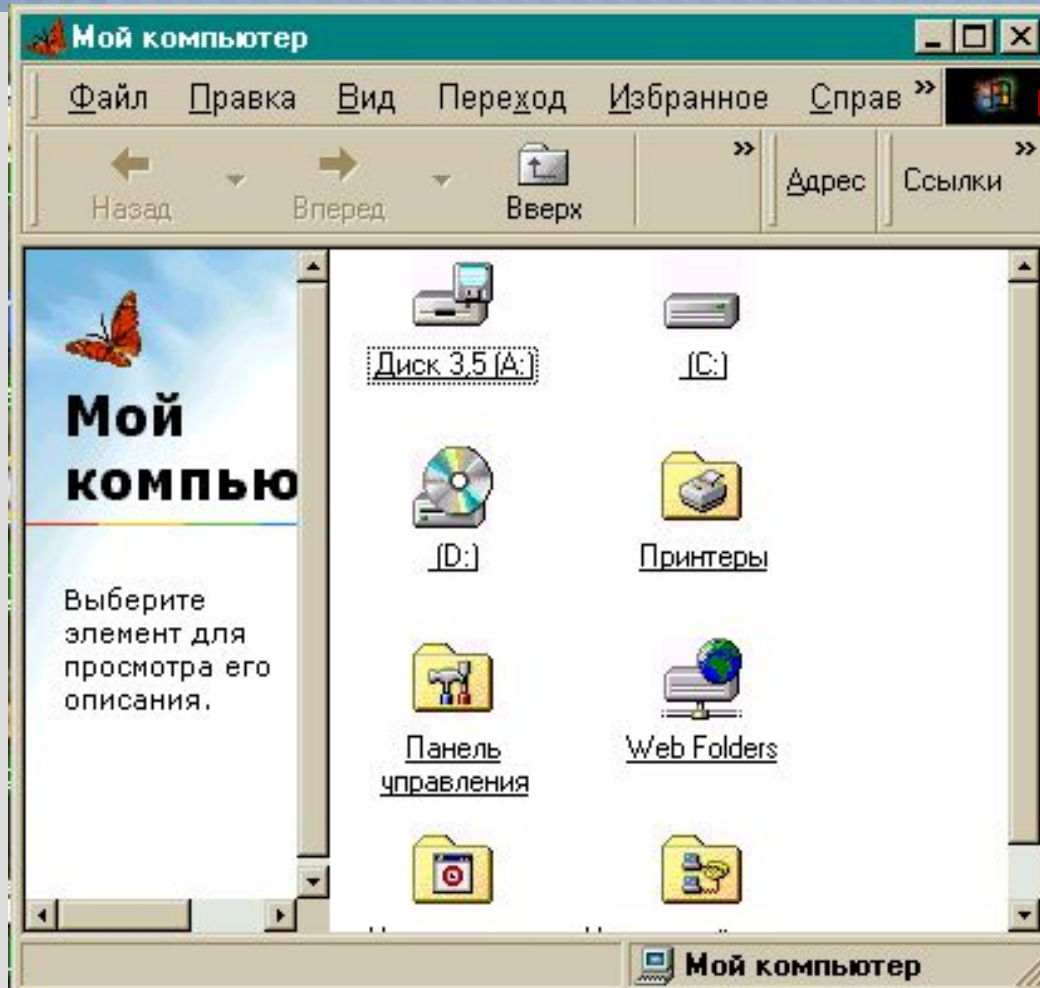 Мой компьютер
Файл Правка Вид Переход Избранное Справ »
Назад Вперед Вверх » Адрес Ссылки »
Мой
компью
Выберите
элемент для
просмотра его
описания.
Диск 3,5 (A:) (C:)
(D:) Принтеры
Панель
управления
Web Folders
Мой компьютер